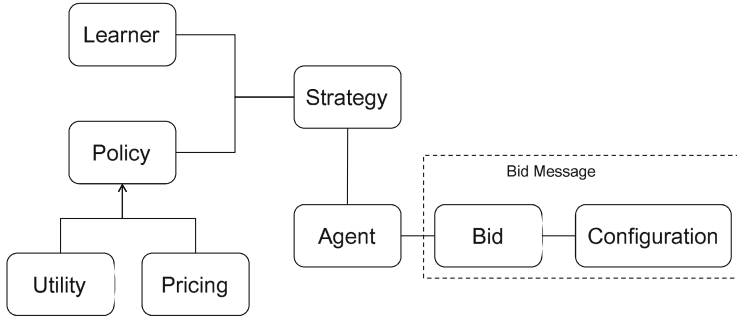 Learner
Strategy
Policy
Bid Message
Agent
Bid
Configuration
Utility
Pricing